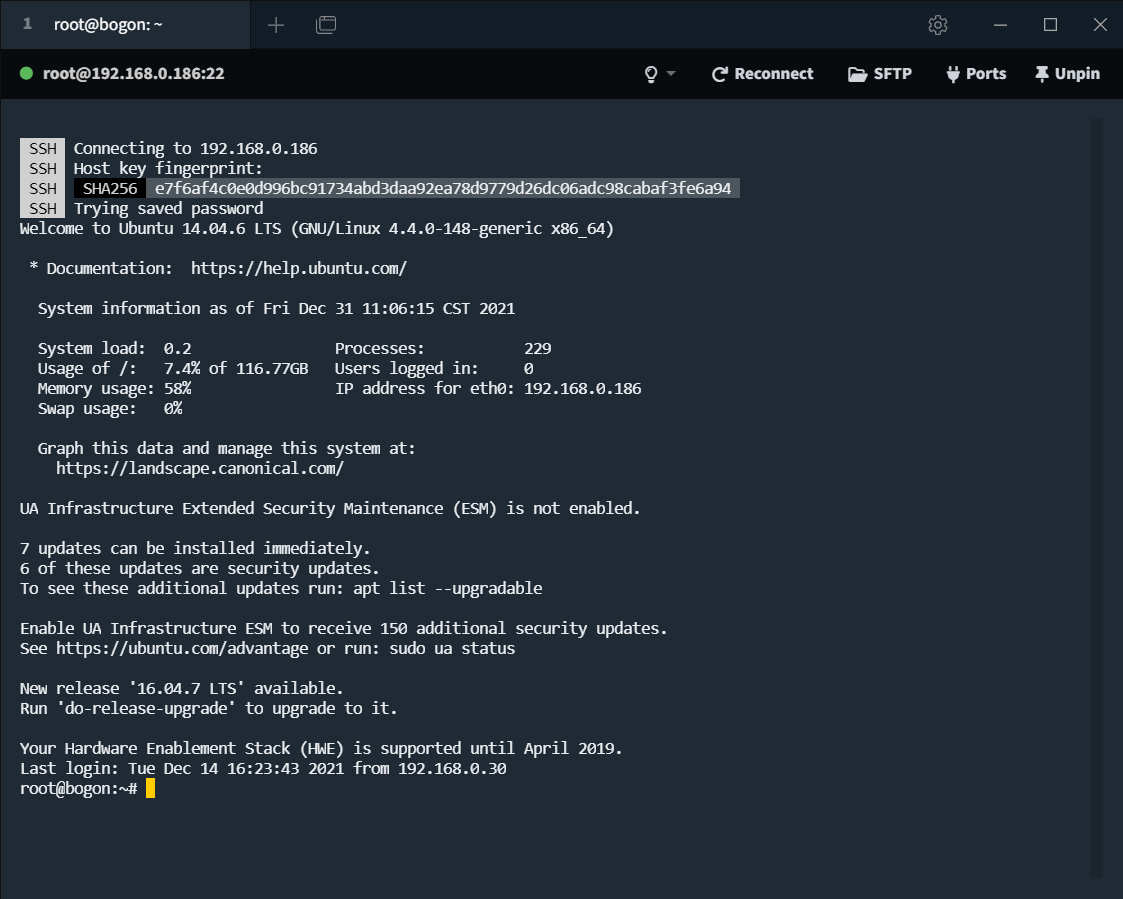 1 root@bogon: ~
root@192.168.0.186:22 Reconnect SFTP Ports Unpin
SSH Connecting to 192.168.0.186
SSH Host key fingerprint:
SSH SHA256 e7f6af4c0e0d996bc91734abd3daa92ea78d9779d26dc06adc98cabaf3fe6a94
SSH Trying saved password
Welcome to Ubuntu 14.04.6 LTS (GNU/Linux 4.4.0-148-generic x86_64)
* Documentation:  https://help.ubuntu.com/
System information as of Fri Dec 31 11:06:15 CST 2021
System load:  0.2                Processes:           229
Usage of /:   7.4% of 116.77GB   Users logged in:     0
Memory usage: 58%                IP address for eth0: 192.168.0.186
Swap usage:   0%
Graph this data and manage this system at:
https://landscape.canonical.com/
UA Infrastructure Extended Security Maintenance (ESM) is not enabled.
7 updates can be installed immediately.
6 of these updates are security updates.
To see these additional updates run: apt list --upgradable
Enable UA Infrastructure ESM to receive 150 additional security updates.
See https://ubuntu.com/advantage or run: sudo ua status
New release '16.04.7 LTS' available.
Run 'do-release-upgrade' to upgrade to it.
Your Hardware Enablement Stack (HWE) is supported until April 2019.
Last login: Tue Dec 14 16:23:43 2021 from 192.168.0.30
root@bogon:~#